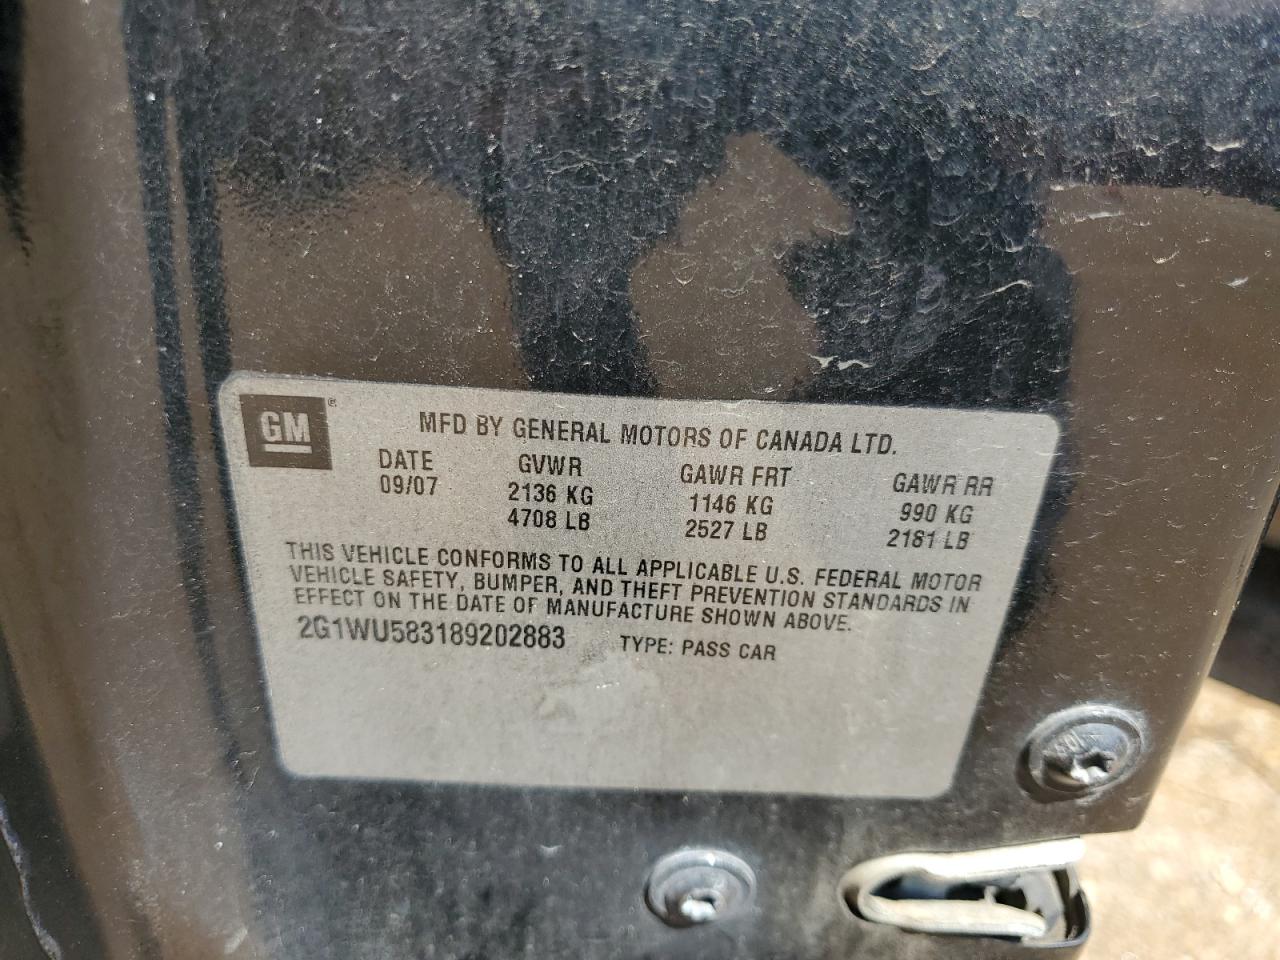 GM
MFD BY GENERAL MOTORS OF CANADA LTD.
DATE GVWR GAWR FRT GAWR RR
09/07 2136 KG 1146 KG 990 KG
4708 LB 2527 LB 2181 LB
THIS VEHICLE CONFORMS TO ALL APPLICABLE U.S. FEDERAL MOTOR
VEHICLE SAFETY, BUMPER, AND THEFT PREVENTION STANDARDS IN
EFFECT ON THE DATE OF MANUFACTURE SHOWN ABOVE.
2G1WU583189202883 TYPE: PASS CAR